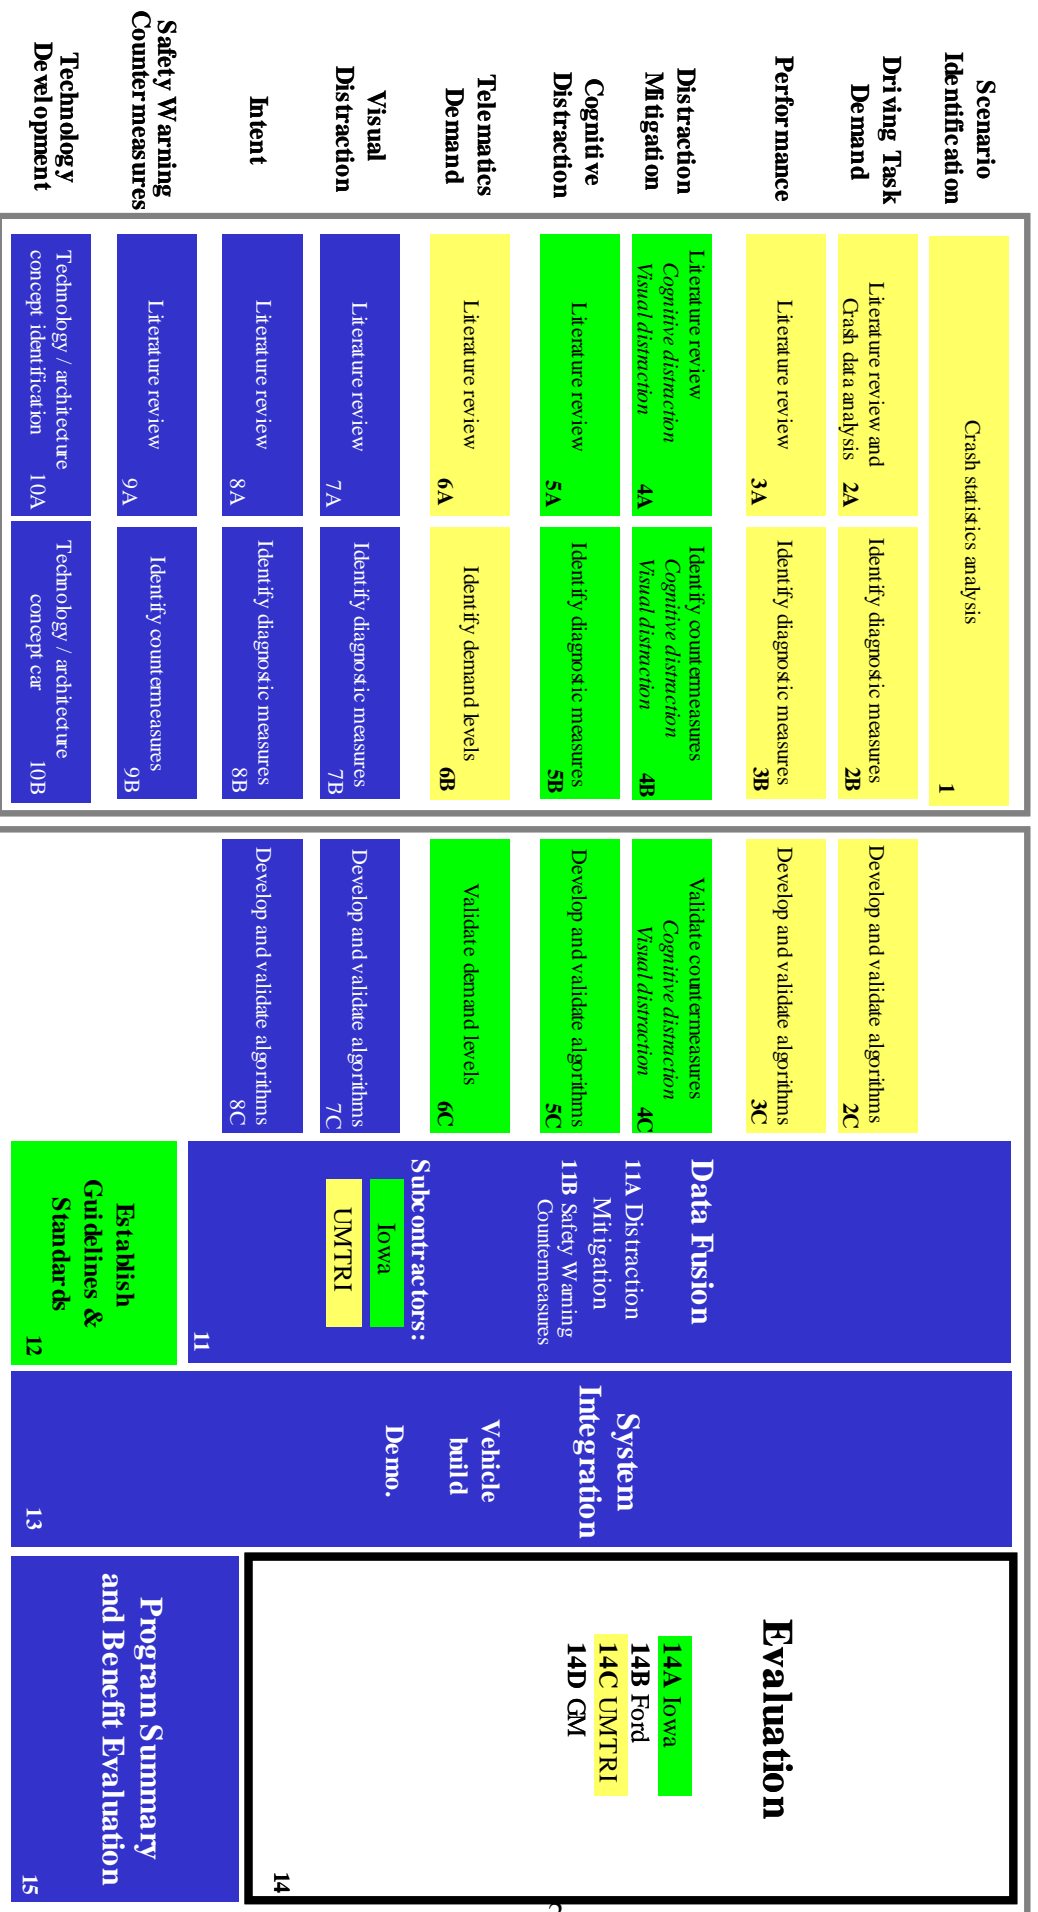 Scenario
Identification
Crash statistics analysis
1
Driving Task
Demand
Literature review and
Crash data analysis
2A
Identify diagnostic measures
2B
Develop and validate algorithms
2C
Performance
Literature review
3A
Identify diagnostic measures
3B
Develop and validate algorithms
3C
Distraction
Mitigation
Literature review
Cognitive distraction
Visual distraction
4A
Identify countermeasures
Cognitive distraction
Visual distraction
4B
Validate countermeasures
Cognitive distraction
Visual distraction
4C
Cognitive
Distraction
Literature review
5A
Identify diagnostic measures
5B
Develop and validate algorithms
5C
Telematics
Demand
Literature review
6A
Identify demand levels
6B
Validate demand levels
6C
Visual
Distraction
Literature review
7A
Identify diagnostic measures
7B
Develop and validate algorithms
7C
Intent
Literature review
8A
Identify diagnostic measures
8B
Develop and validate algorithms
8C
Safety Warning
Countermeasures
Literature review
9A
Identify countermeasures
9B
Technology
Development
Technology / architecture
concept identification
10A
Technology / architecture
concept car
10B
Data Fusion
11A Distraction
Mitigation
11B Safety Warning
Countermeasures
Subcontractors:
Iowa
UMTRI
11
Establish
Guidelines &
Standards
12
System
Integration
Vehicle
build
Demo.
13
Evaluation
14A Iowa
14B Ford
14C UMTRI
14D GM
14
Program Summary
and Benefit Evaluation
15